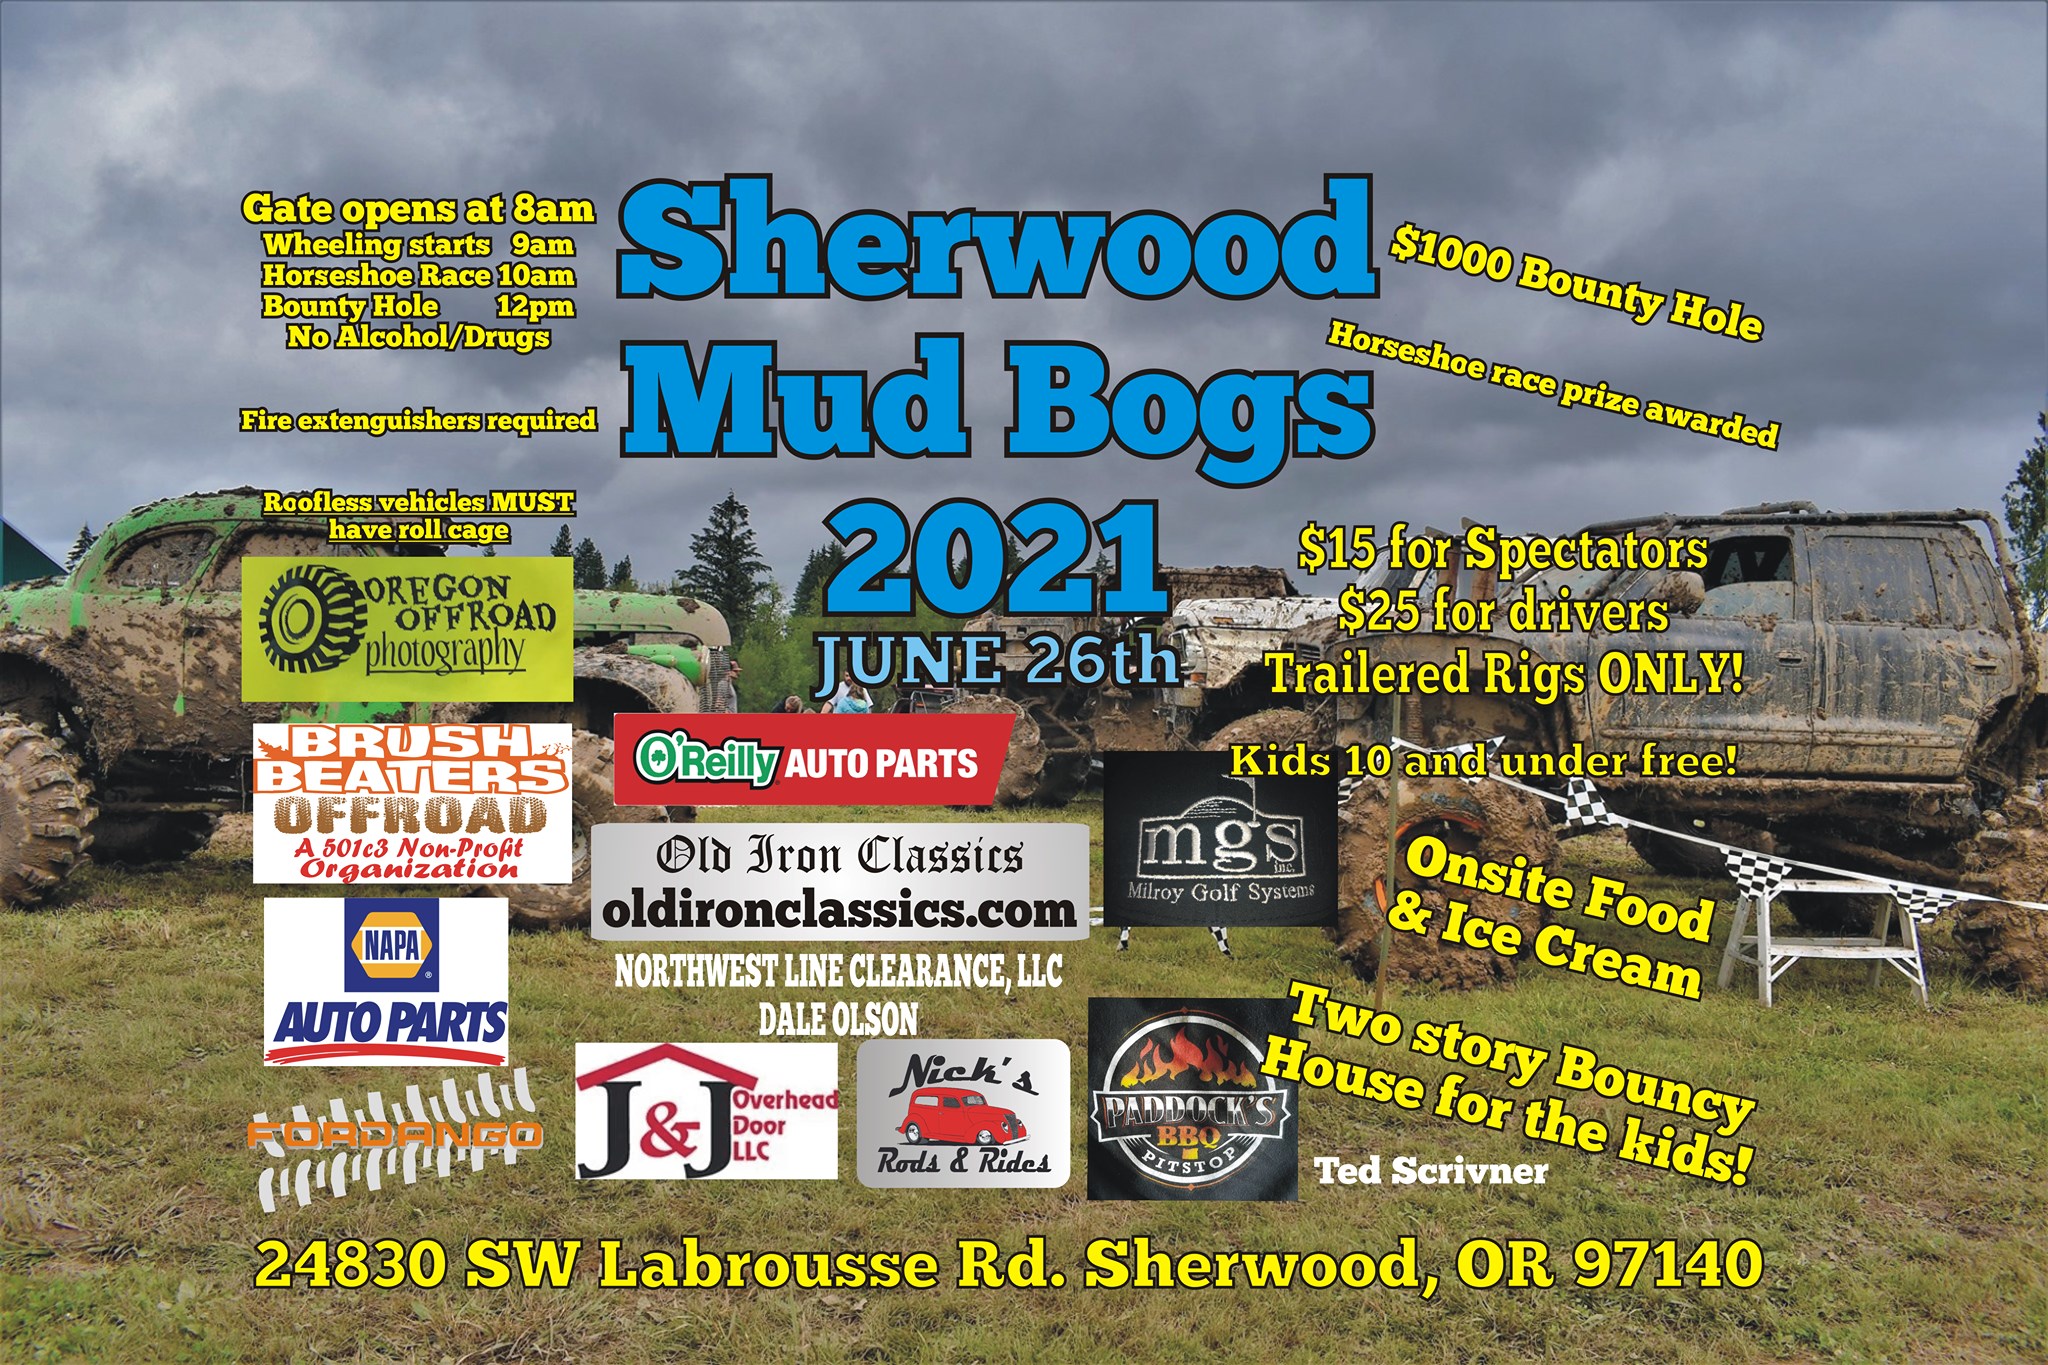 Gate opens at 8am
Wheeling starts 9am
Horseshoe Race 10am
Bounty Hole 12pm
No Alcohol/Drugs
Fire extenguishers required
Roofless vehicles MUST
have roll cage
Sherwood
Mud Bogs
2021
JUNE 26th
$1000 Bounty Hole
Horseshoe race prize awarded
$15 for Spectators
$25 for drivers
Trailered Rigs ONLY!
Kids 10 and under free!
Onsite Food
& Ice Cream
Two story Bouncy
House for the kids!
OREGON
OFFROAD
photography
BRUSH
BEATERS
OFFROAD
A 501c3 Non-Profit
Organization
NAPA
®
AUTO PARTS
FORDANGO
O'Reilly AUTO PARTS
Old Iron Classics
oldironclassics.com
NORTHWEST LINE CLEARANCE, LLC
DALE OLSON
mgs
inc.
Milroy Golf Systems
J&J
Overhead
Door
LLC
Nick's
Rods & Rides
PADDOCK'S
BBQ
PITSTOP
Ted Scrivner
24830 SW Labrousse Rd. Sherwood, OR 97140